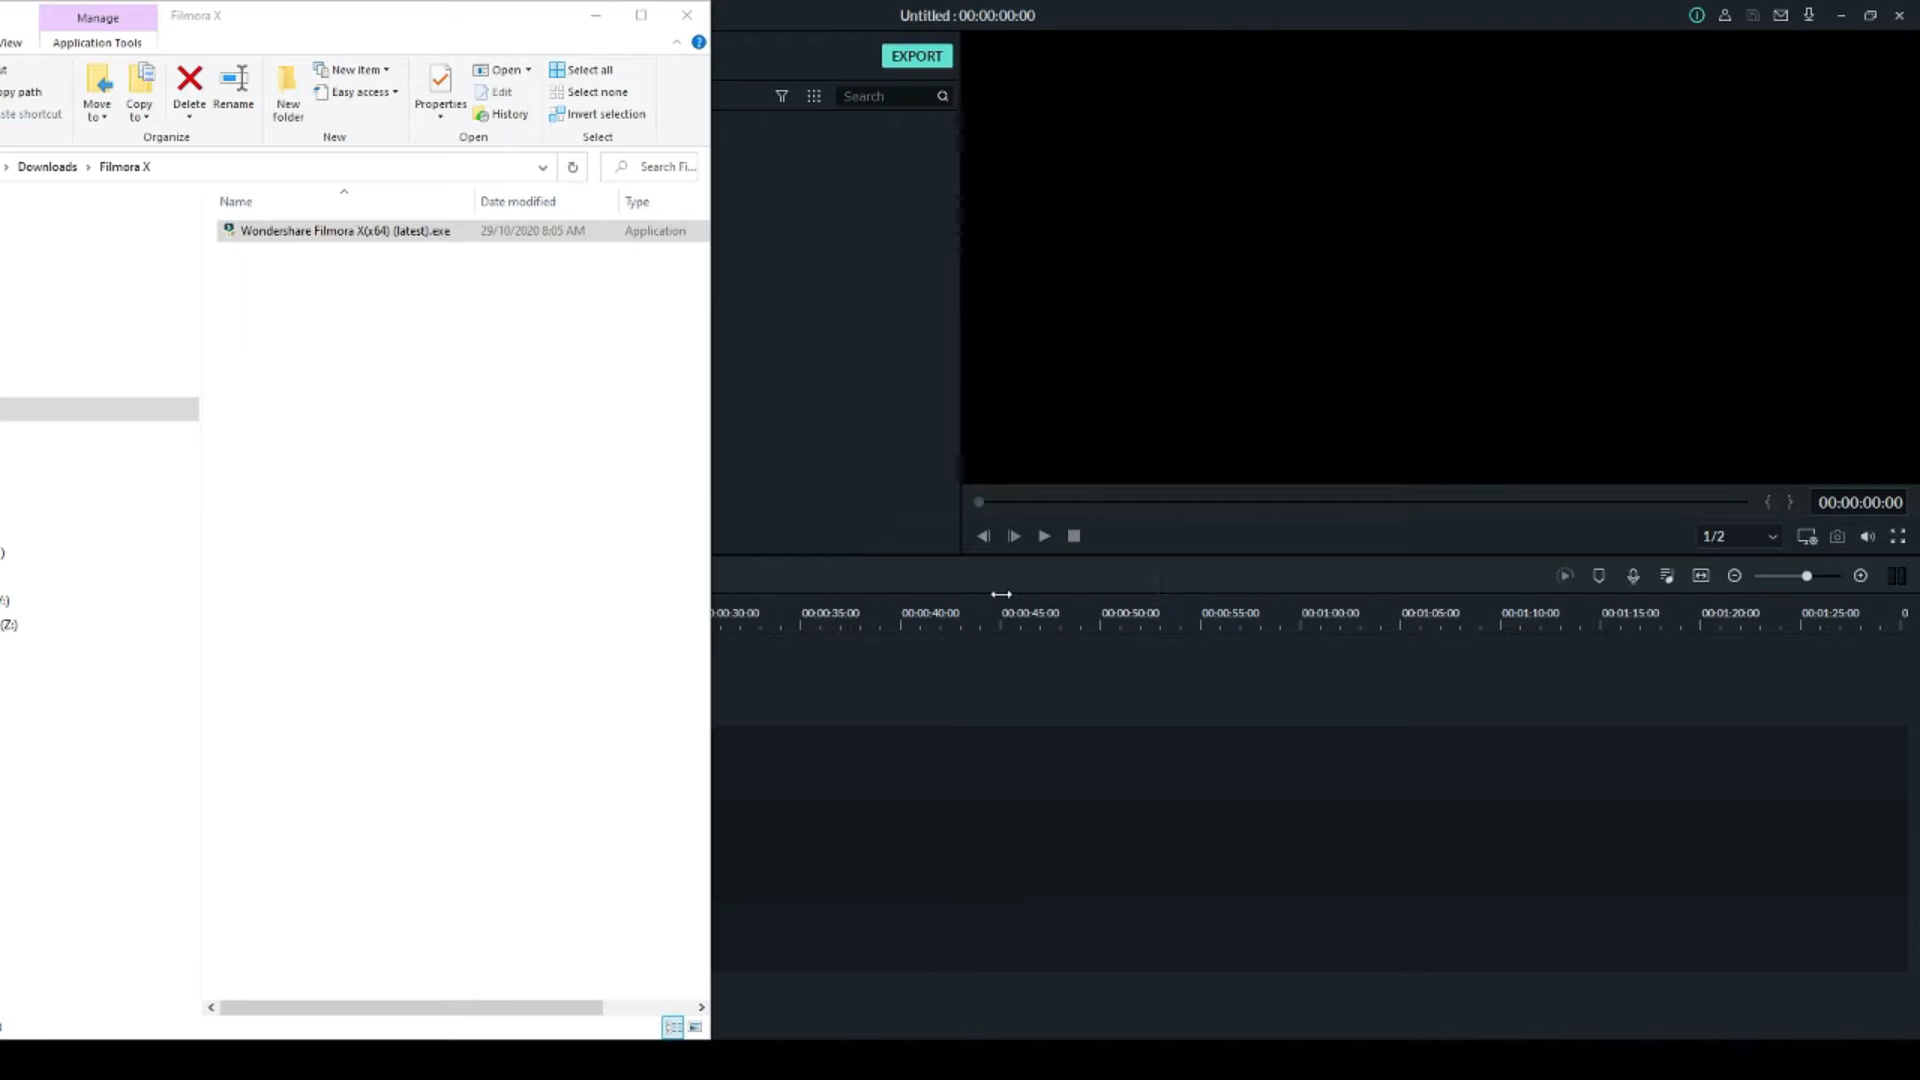 Manage
Filmora X
View
Application Tools
Untitled : 00:00:00:00
EXPORT
Search
Move to
Copy to
Delete
Rename
New folder
New item
Easy access
Properties
Open
Edit
History
Select all
Select none
Invert selection
Organize
New
Open
Select
Downloads
Filmora X
Search Fi...
Name
Date modified
Type
Wondershare Filmora X(x64) (latest).exe
29/10/2020 8:05 AM
Application
(Z:)
00:00:00:00
1/2
00:00:35:00
00:00:40:00
00:00:45:00
00:00:50:00
00:00:55:00
00:01:00:00
00:01:05:00
00:01:10:00
00:01:15:00
00:01:20:00
00:01:25:00